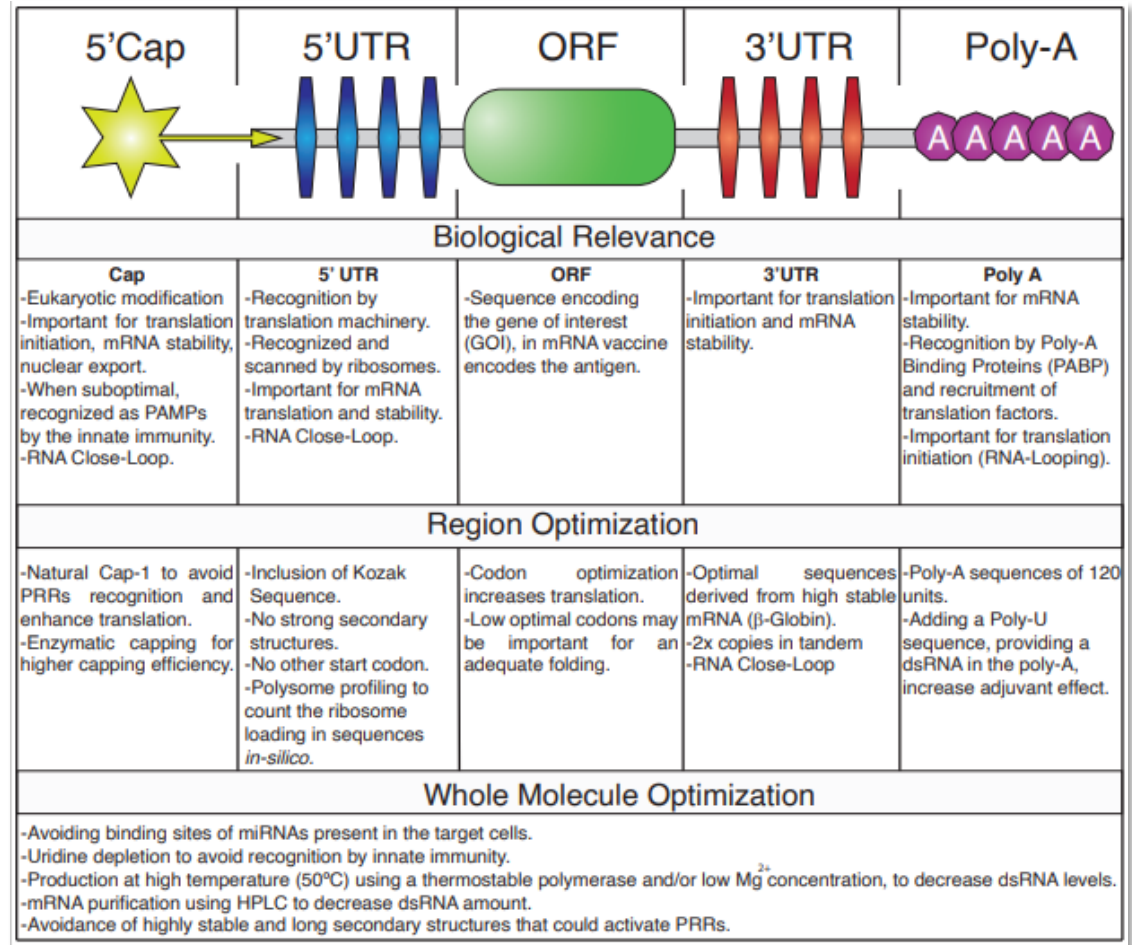 5'Cap
5'UTR
ORF
3'UTR
Poly-A
A A A A A
Biological Relevance
Cap
-Eukaryotic modification
-Important for translation
initiation, mRNA stability,
nuclear export.
-When suboptimal,
recognized as PAMPs
by the innate immunity.
-RNA Close-Loop.
5' UTR
-Recognition by
translation machinery.
-Recognized and
scanned by ribosomes.
-Important for mRNA
translation and stability.
-RNA Close-Loop.
ORF
-Sequence encoding
the gene of interest
(GOI), in mRNA vaccine
encodes the antigen.
3'UTR
-Important for translation
initiation and mRNA
stability.
Poly A
-Important for mRNA
stability.
-Recognition by Poly-A
Binding Proteins (PABP)
and recruitment of
translation factors.
-Important for translation
initiation (RNA-Looping).
Region Optimization
-Natural Cap-1 to avoid
PRRs recognition and
enhance translation.
-Enzymatic capping for
higher capping efficiency.
-Inclusion of Kozak
Sequence.
-No strong secondary
structures.
-No other start codon.
-Polysome profiling to
count the ribosome
loading in sequences
in-silico.
-Codon optimization
increases translation.
-Low optimal codons may
be important for an
adequate folding.
-Optimal sequences
derived from high stable
mRNA (β-Globin).
-2x copies in tandem
-RNA Close-Loop
-Poly-A sequences of 120
units.
-Adding a Poly-U
sequence, providing a
dsRNA in the poly-A,
increase adjuvant effect.
Whole Molecule Optimization
-Avoiding binding sites of miRNAs present in the target cells.
-Uridine depletion to avoid recognition by innate immunity.
-Production at high temperature (50ºC) using a thermostable polymerase and/or low Mg²⁺ concentration, to decrease dsRNA levels.
-mRNA purification using HPLC to decrease dsRNA amount.
-Avoidance of highly stable and long secondary structures that could activate PRRs.